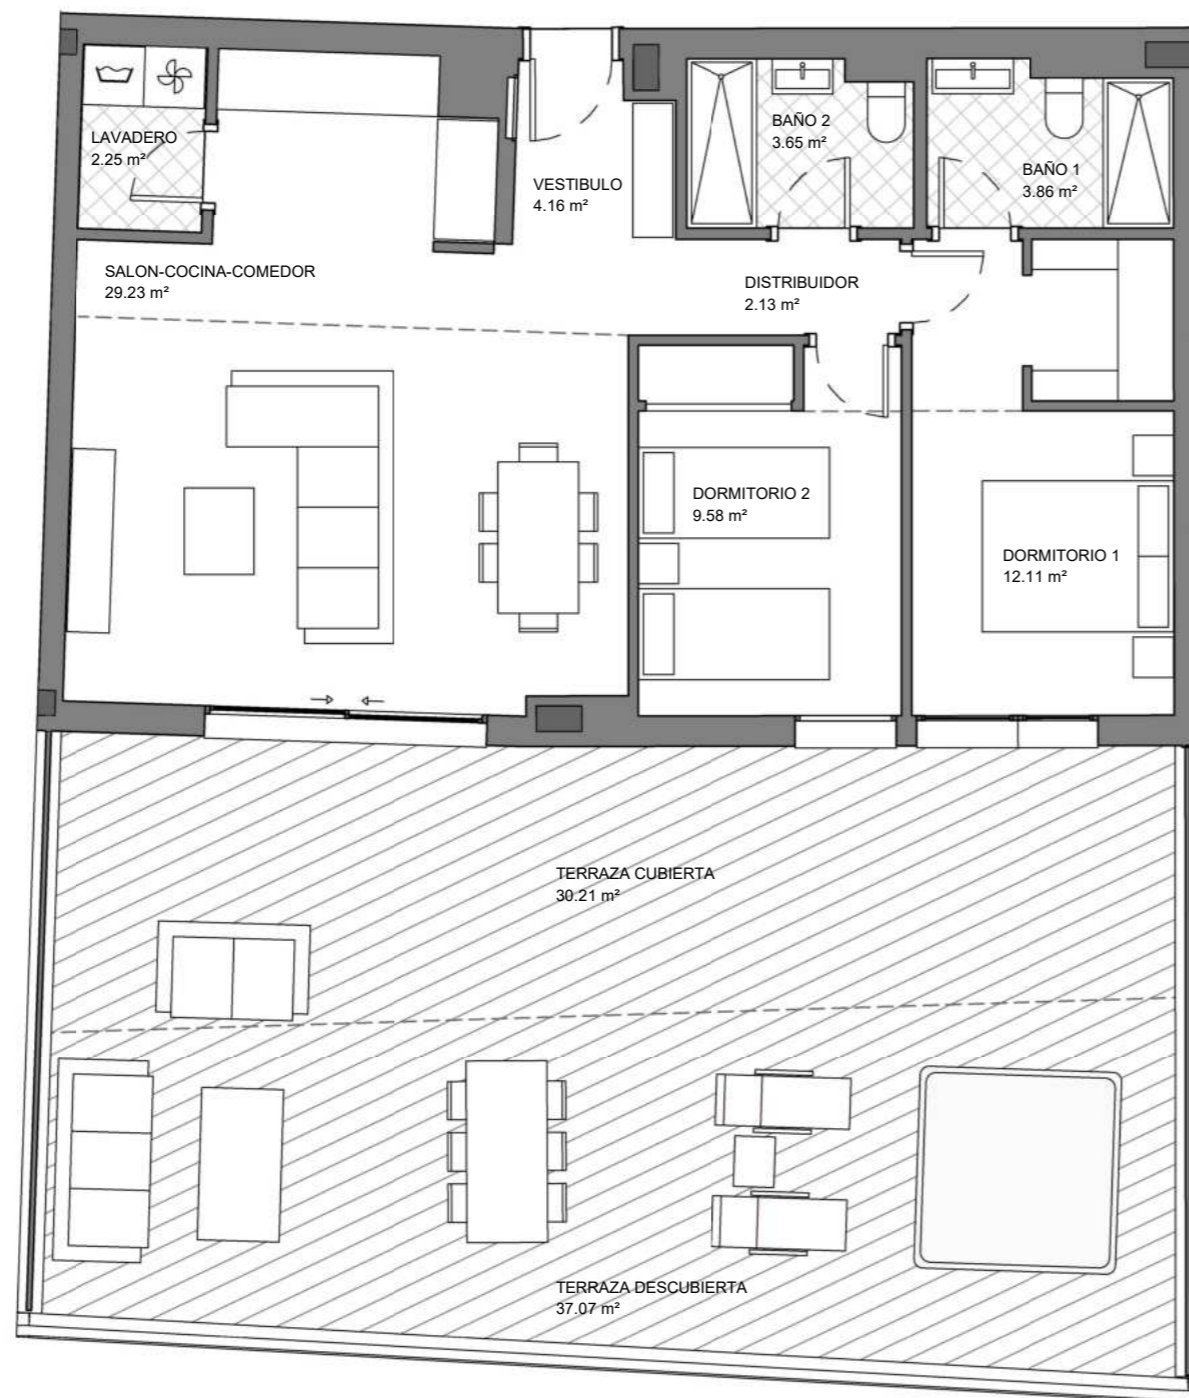 LAVADERO
2.25 m²
BAÑO 2
3.65 m²
BAÑO 1
3.86 m²
VESTIBULO
4.16 m²
SALON-COCINA-COMEDOR
29.23 m²
DISTRIBUIDOR
2.13 m²
DORMITORIO 2
9.58 m²
DORMITORIO 1
12.11 m²
TERRAZA CUBIERTA
30.21 m²
TERRAZA DESCUBIERTA
37.07 m²